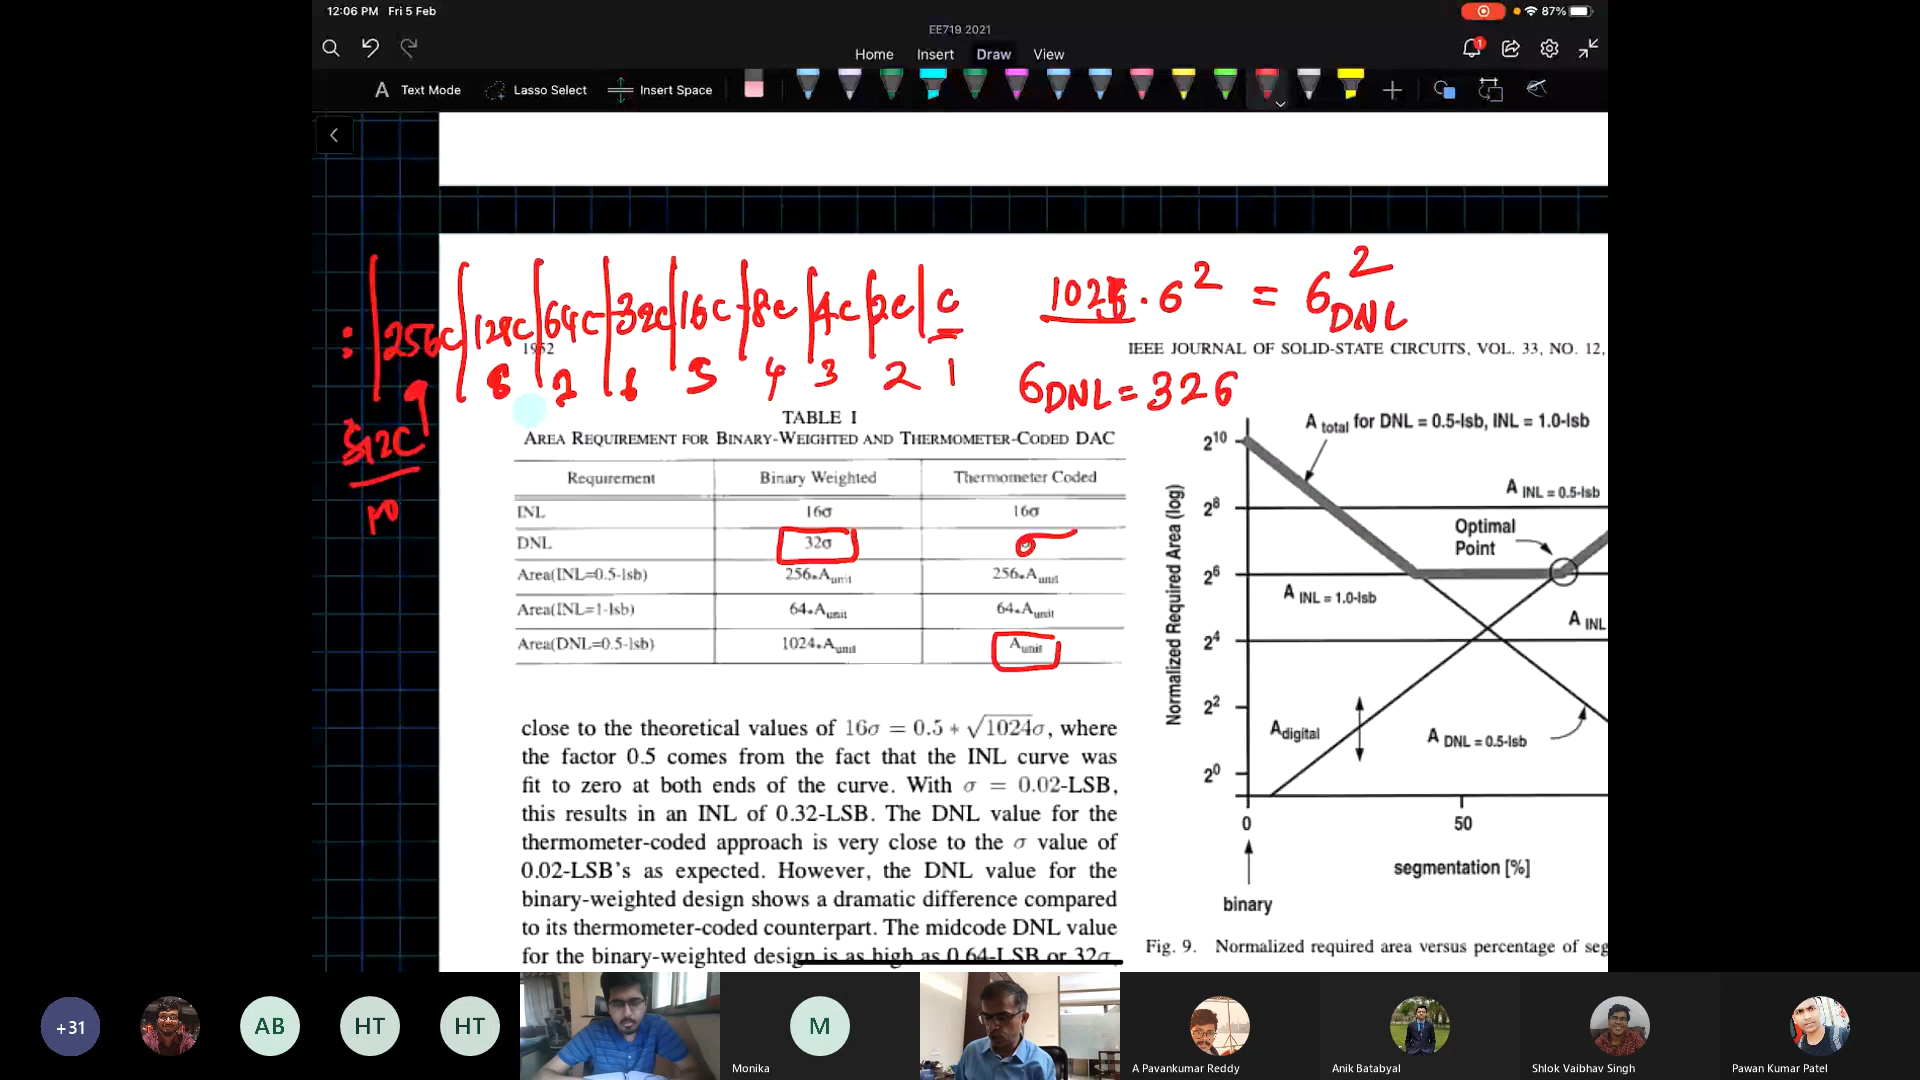 12:06 PM Fri 5 Feb
87%
EE719 2021
Home Insert Draw View
1
A Text Mode Lasso Select Insert Space
256C 128C 64C 32C 16C 8C 4C 2C C
9 8 7 6 5 4 3 2 1
512C
10
σ² = σ²DNL
σDNL = 32σ
1952
IEEE JOURNAL OF SOLID-STATE CIRCUITS, VOL. 33, NO. 12,
TABLE I
AREA REQUIREMENT FOR BINARY-WEIGHTED AND THERMOMETER-CODED DAC
Requirement Binary Weighted Thermometer Coded
INL 16σ 16σ
DNL 32σ σ
Area(INL=0.5-lsb) 256*Aunit 256*Aunit
Area(INL=1-lsb) 64*Aunit 64*Aunit
Area(DNL=0.5-lsb) 1024*Aunit Aunit
close to the theoretical values of 16σ = 0.5 * √1024σ, where
the factor 0.5 comes from the fact that the INL curve was
fit to zero at both ends of the curve. With σ = 0.02-LSB,
this results in an INL of 0.32-LSB. The DNL value for the
thermometer-coded approach is very close to the σ value of
0.02-LSB's as expected. However, the DNL value for the
binary-weighted design shows a dramatic difference compared
to its thermometer-coded counterpart. The midcode DNL value
for the binary-weighted design is as high as 0.64-LSB or 32σ,
A total for DNL = 0.5-lsb, INL = 1.0-lsb
A INL = 0.5-lsb
Optimal
Point
A INL = 1.0-lsb
A INL
A digital
A DNL = 0.5-lsb
Normalized Required Area (log)
2¹⁰
2⁸
2⁶
2⁴
2²
2⁰
0 50
segmentation [%]
binary
Fig. 9. Normalized required area versus percentage of seg
+31 AB HT HT M
Monika A Pavankumar Reddy Anik Batabyal Shlok Vaibhav Singh Pawan Kumar Patel